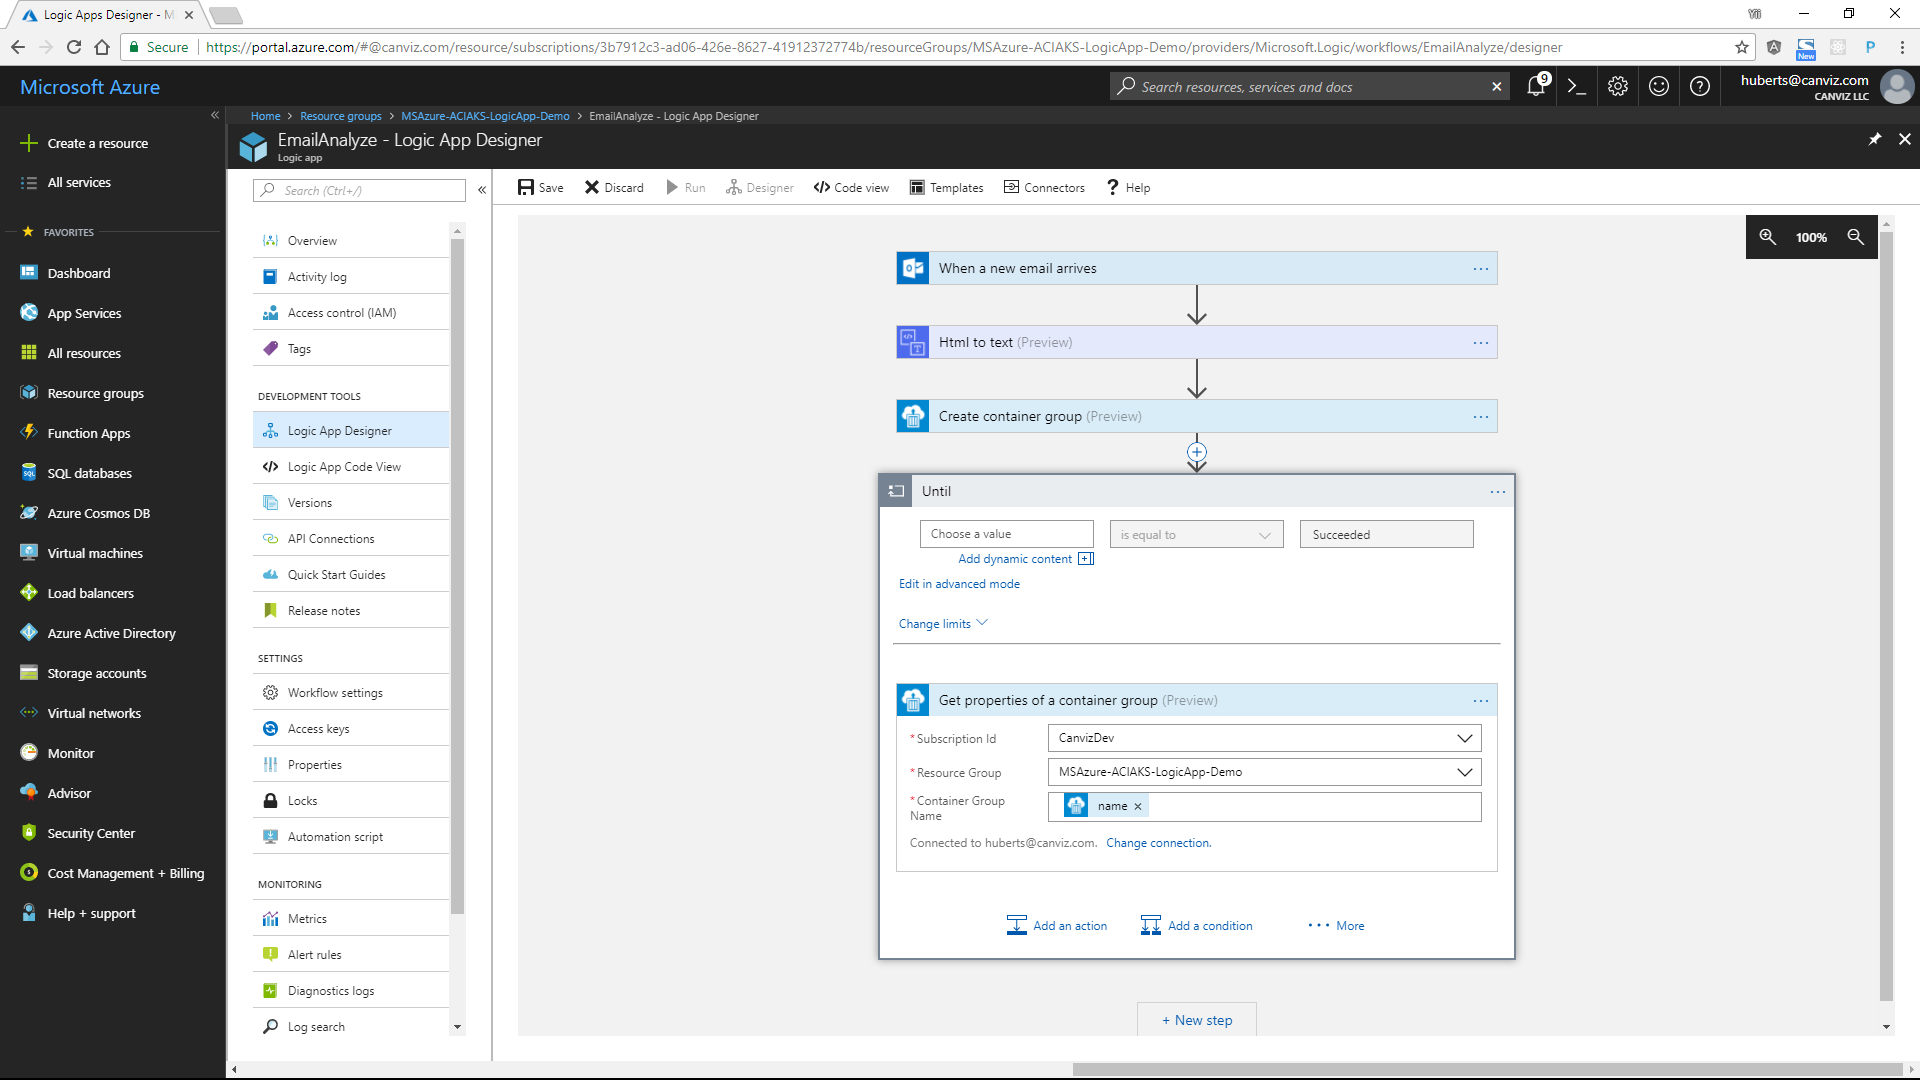 Logic Apps Designer - M
Secure
https://portal.azure.com/#@canviz.com/resource/subscriptions/3b7912c3-ad06-426e-8627-41912372774b/resourceGroups/MSAzure-ACIAKS-LogicApp-Demo/providers/Microsoft.Logic/workflows/EmailAnalyze/designer
New
Microsoft Azure
Search resources, services and docs
9
huberts@canviz.com
CANVIZ LLC
Home > Resource groups > MSAzure-ACIAKS-LogicApp-Demo > EmailAnalyze - Logic App Designer
EmailAnalyze - Logic App Designer
Logic app
Create a resource
All services
FAVORITES
Dashboard
App Services
All resources
Resource groups
Function Apps
SQL databases
Azure Cosmos DB
Virtual machines
Load balancers
Azure Active Directory
Storage accounts
Virtual networks
Monitor
Advisor
Security Center
Cost Management + Billing
Help + support
Search (Ctrl+/)
Overview
Activity log
Access control (IAM)
Tags
DEVELOPMENT TOOLS
Logic App Designer
Logic App Code View
Versions
API Connections
Quick Start Guides
Release notes
SETTINGS
Workflow settings
Access keys
Properties
Locks
Automation script
MONITORING
Metrics
Alert rules
Diagnostics logs
Log search
Save
Discard
Run
Designer
Code view
Templates
Connectors
Help
100%
When a new email arrives
Html to text (Preview)
Create container group (Preview)
Until
Choose a value
is equal to
Succeeded
Add dynamic content
Edit in advanced mode
Change limits
Get properties of a container group (Preview)
*Subscription Id
CanvizDev
*Resource Group
MSAzure-ACIAKS-LogicApp-Demo
*Container Group
Name
name ×
Connected to huberts@canviz.com. Change connection.
Add an action
Add a condition
More
+ New step